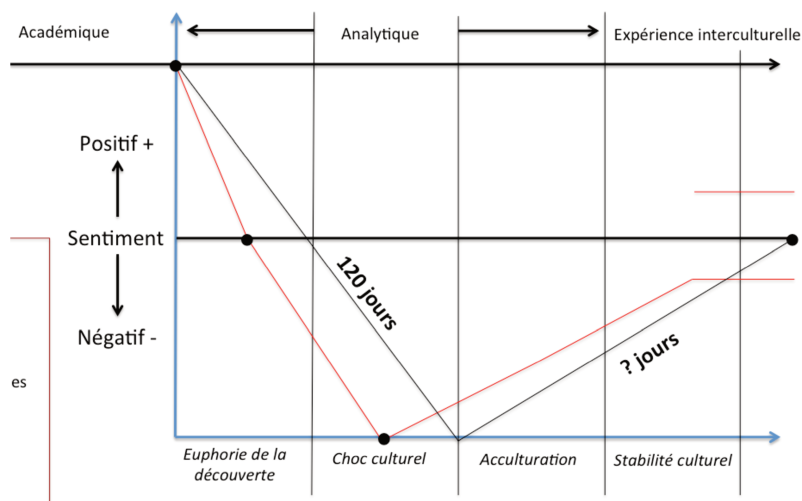 Académique
Analytique
Expérience interculturelle
Positif +
Sentiment
Négatif -
es
120 jours
? jours
Euphorie de la
découverte
Choc culturel
Acculturation
Stabilité culturel